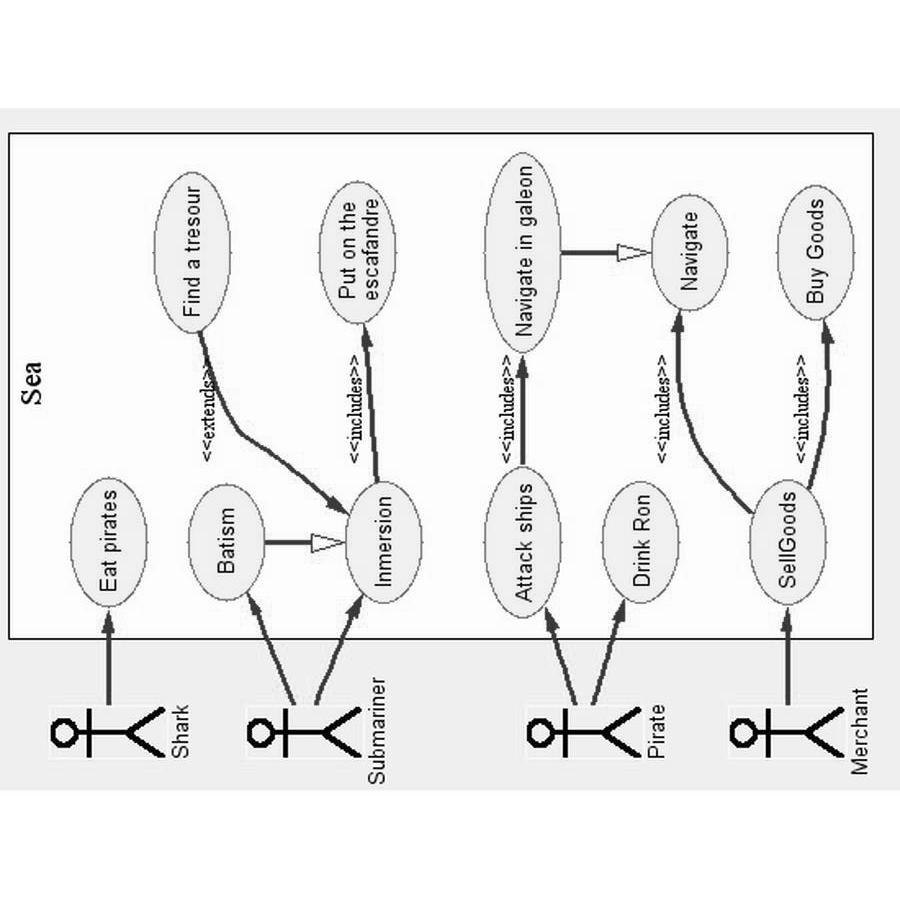 Sea
Shark
Eat pirates
Find a tresour
<<extends>>
Submariner
Batism
Inmersion
<<includes>>
Put on the
escafandre
Pirate
Attack ships
<<includes>>
Navigate in galeon
Drink Ron
<<includes>>
Navigate
Merchant
SellGoods
<<includes>>
Buy Goods